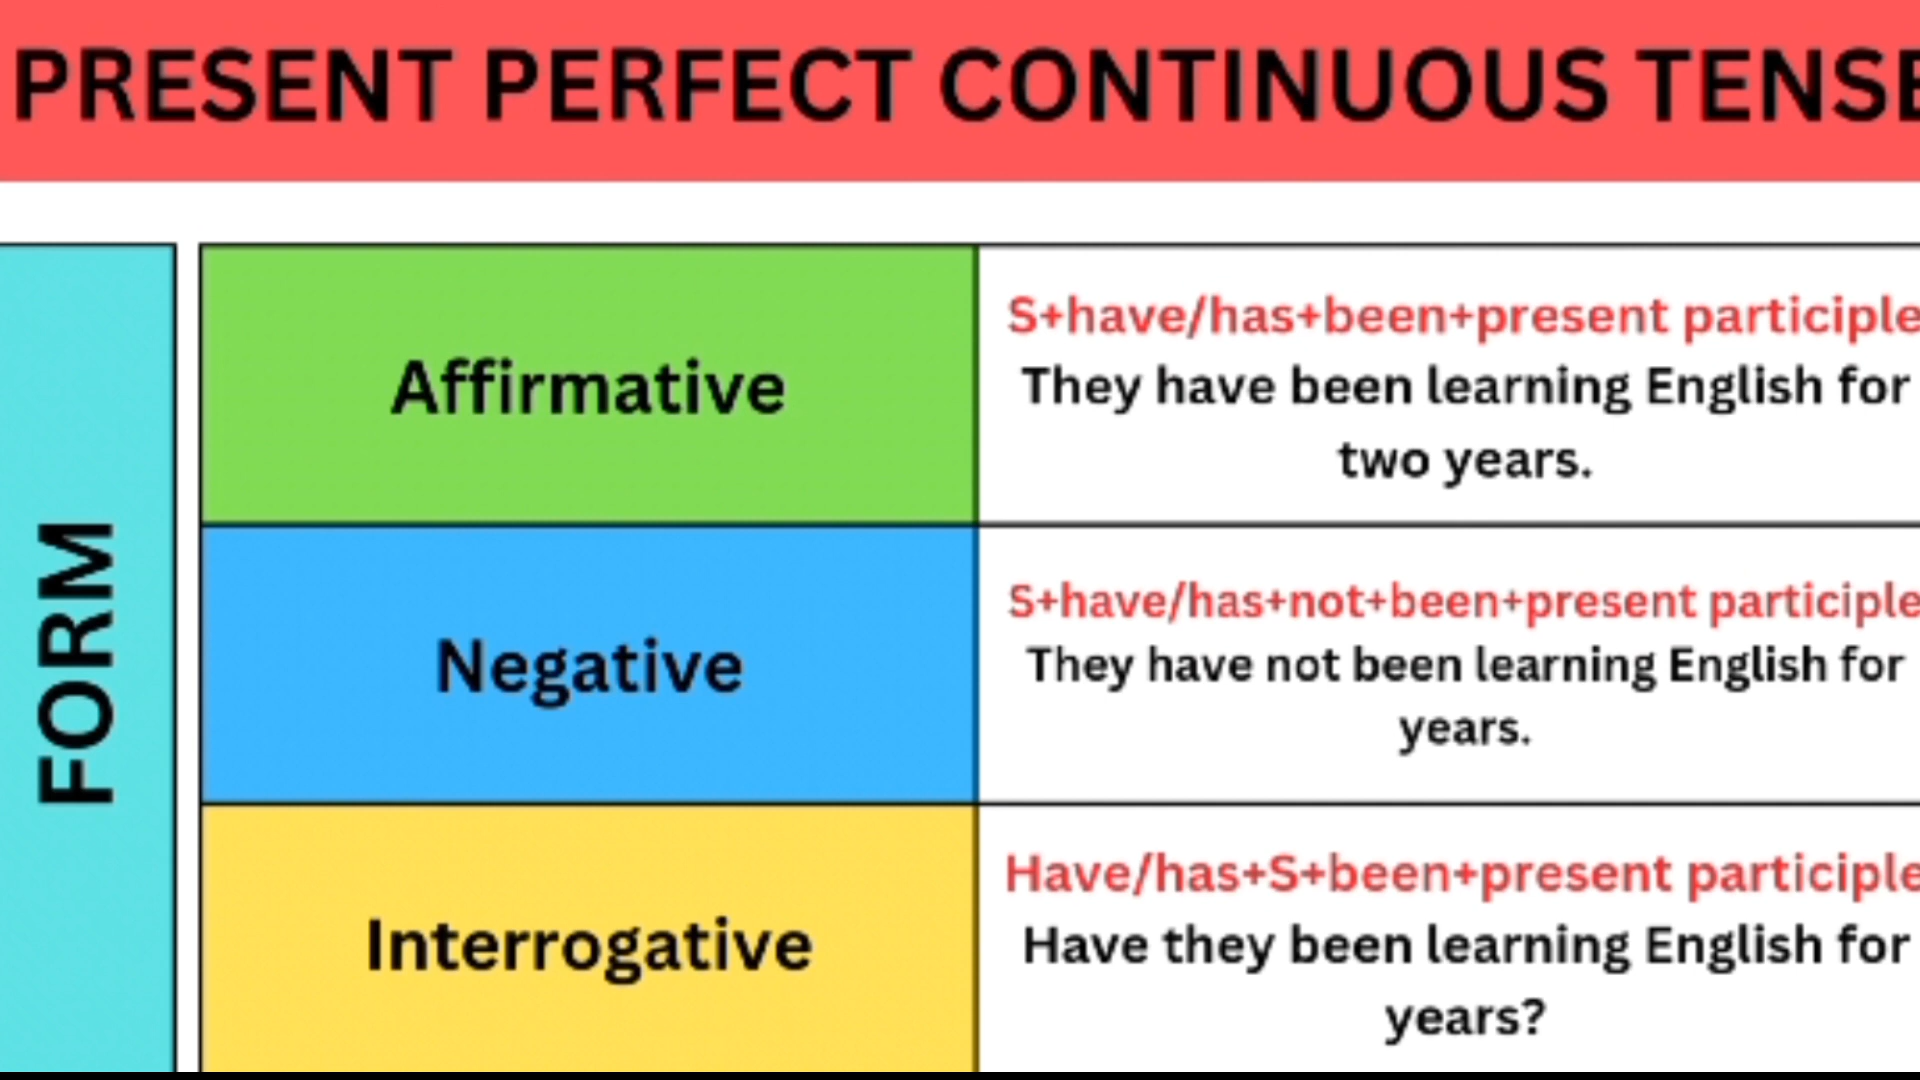 PRESENT PERFECT CONTINUOUS TENSE
FORM
Affirmative
S+have/has+been+present participle
They have been learning English for
two years.
Negative
S+have/has+not+been+present participle
They have not been learning English for
years.
Interrogative
Have/has+S+been+present participle
Have they been learning English for
years?